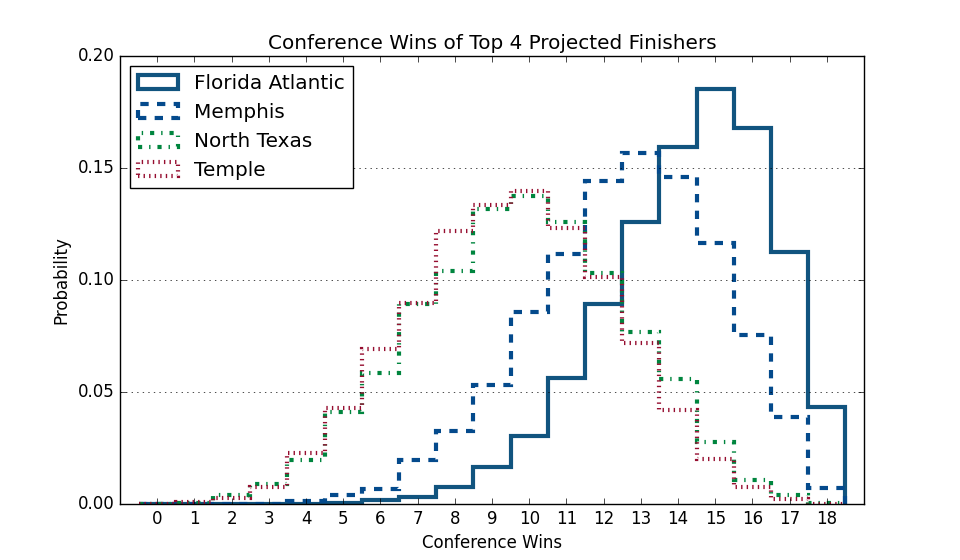 Conference Wins of Top 4 Projected Finishers
0.20
0.15
0.10
0.05
0.00
Probability
Florida Atlantic
Memphis
North Texas
Temple
0 1 2 3 4 5 6 7 8 9 10 11 12 13 14 15 16 17 18
Conference Wins